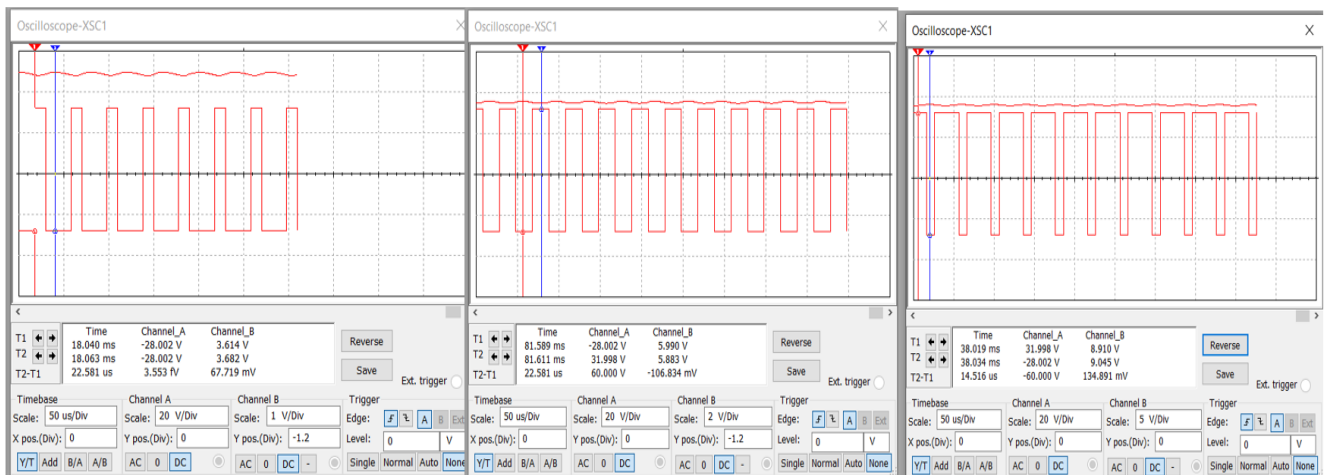 Oscilloscope-XSC1
X
T1
T2
T2-T1
Time Channel_A Channel_B
18.040 ms -28.002 V 3.614 V
18.063 ms -28.002 V 3.682 V
22.581 us 3.553 fV 67.719 mV
Reverse
Save
Ext. trigger
Timebase
Scale: 50 us/Div
X pos.(Div): 0
Y/T Add B/A A/B
Channel A
Scale: 20 V/Div
Y pos.(Div): 0
AC 0 DC
Channel B
Scale: 1 V/Div
Y pos.(Div): -1.2
AC 0 DC -
Trigger
Edge: A B Ext
Level: 0 V
Single Normal Auto None
Oscilloscope-XSC1
X
T1
T2
T2-T1
Time Channel_A Channel_B
81.589 ms -28.002 V 5.990 V
81.611 ms 31.998 V 5.883 V
22.581 us 60.000 V -106.834 mV
Reverse
Save
Ext. trigger
Timebase
Scale: 50 us/Div
X pos.(Div): 0
Y/T Add B/A A/B
Channel A
Scale: 20 V/Div
Y pos.(Div): 0
AC 0 DC
Channel B
Scale: 2 V/Div
Y pos.(Div): -1.2
AC 0 DC -
Trigger
Edge: A B Ext
Level: 0 V
Single Normal Auto None
Oscilloscope-XSC1
X
T1
T2
T2-T1
Time Channel_A Channel_B
38.019 ms 31.998 V 8.910 V
38.034 ms -28.002 V 9.045 V
14.516 us -60.000 V 134.891 mV
Reverse
Save
Ext. trigger
Timebase
Scale: 50 us/Div
X pos.(Div): 0
Y/T Add B/A A/B
Channel A
Scale: 20 V/Div
Y pos.(Div): 0
AC 0 DC
Channel B
Scale: 5 V/Div
Y pos.(Div): -1.2
AC 0 DC -
Trigger
Edge: A B Ext
Level: 0 V
Single Normal Auto None